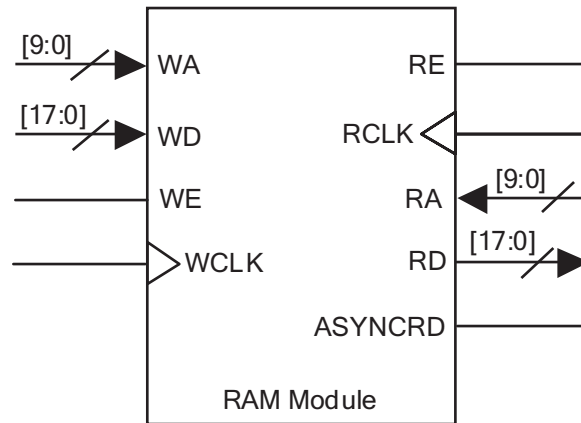 [9:0]
WA
RE
[17:0]
WD
RCLK
WE
RA
[9:0]
WCLK
RD
[17:0]
ASYNCRD
RAM Module